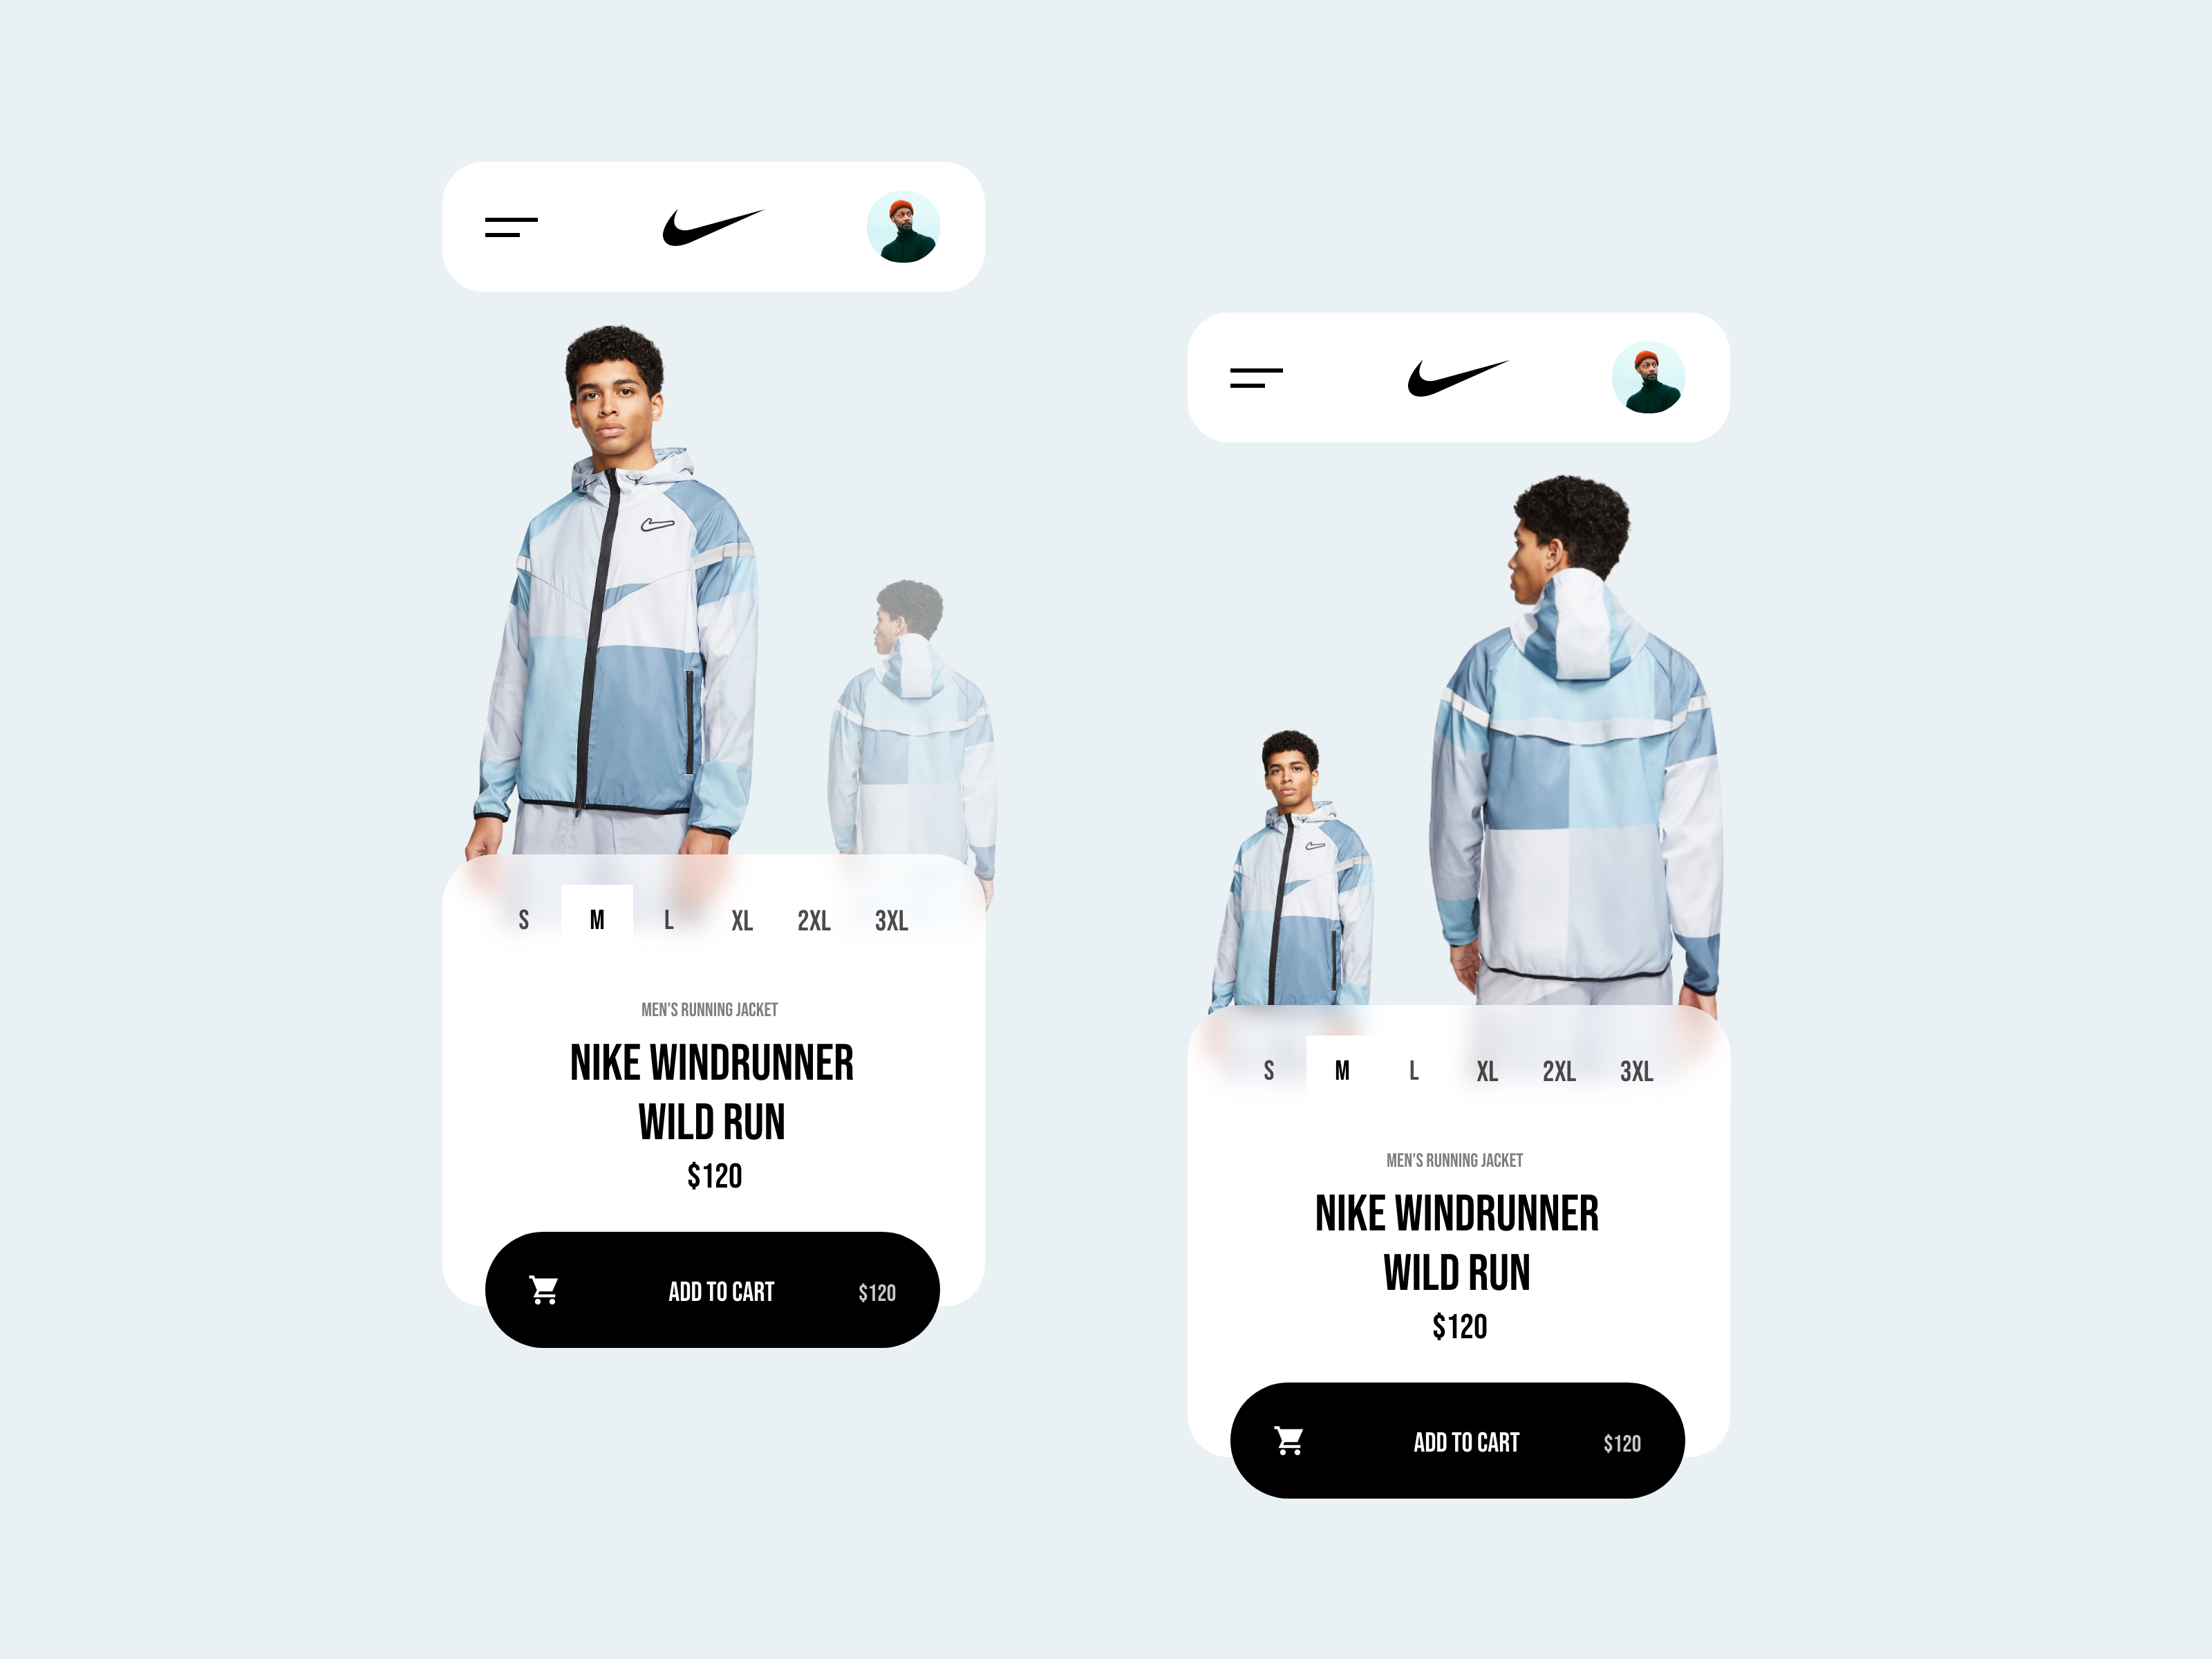 S M L XL 2XL 3XL
MEN'S RUNNING JACKET
NIKE WINDRUNNER
WILD RUN
$120
ADD TO CART $120
S M L XL 2XL 3XL
MEN'S RUNNING JACKET
NIKE WINDRUNNER
WILD RUN
$120
ADD TO CART $120